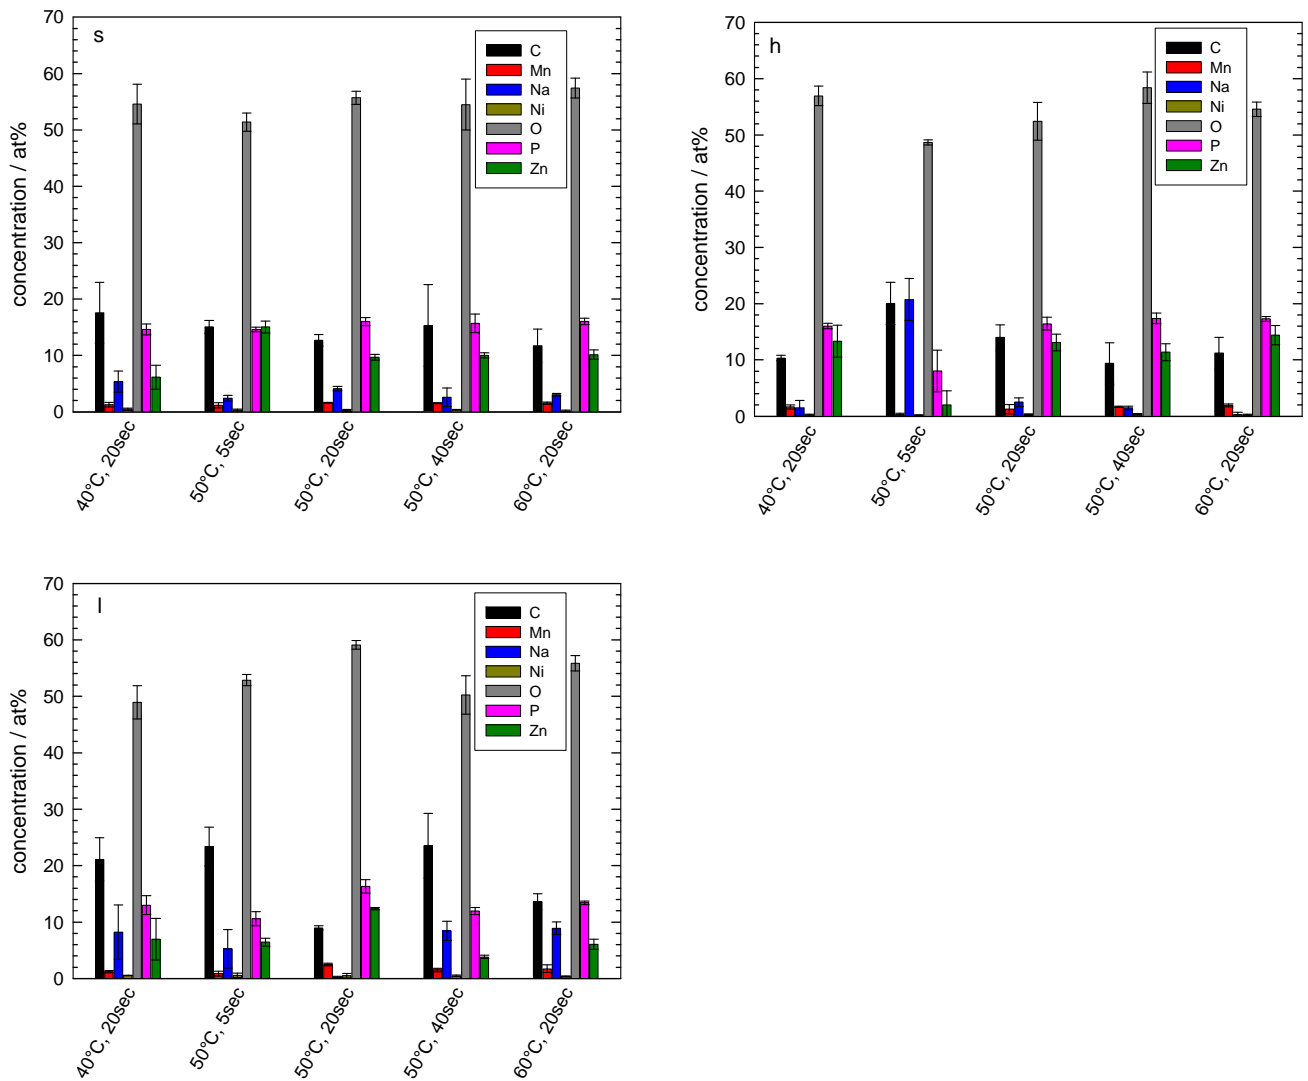 s
70
60
50
40
30
20
10
0
concentration / at%
C
Mn
Na
Ni
O
P
Zn
40°C, 20sec
50°C, 5sec
50°C, 20sec
50°C, 40sec
60°C, 20sec
h
70
60
50
40
30
20
10
0
concentration / at%
C
Mn
Na
Ni
O
P
Zn
40°C, 20sec
50°C, 5sec
50°C, 20sec
50°C, 40sec
60°C, 20sec
l
70
60
50
40
30
20
10
0
concentration / at%
C
Mn
Na
Ni
O
P
Zn
40°C, 20sec
50°C, 5sec
50°C, 20sec
50°C, 40sec
60°C, 20sec